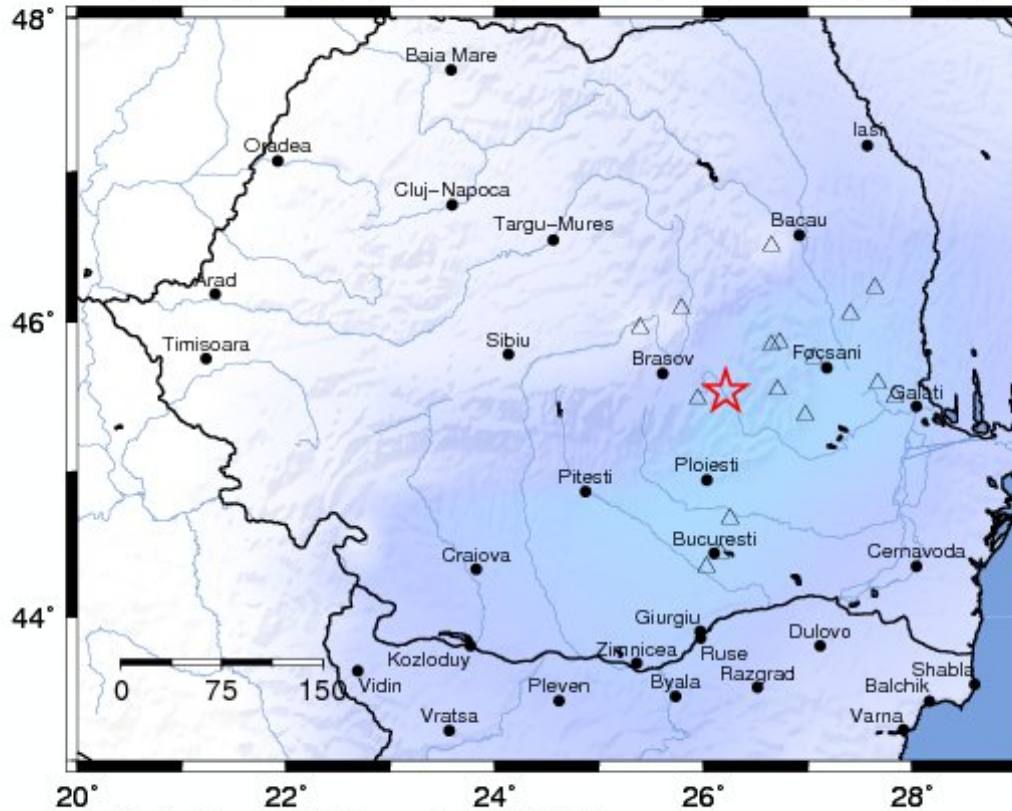 48°
Baia Mare
Iasi
Oradea
Cluj-Napoca
Targu-Mures
Bacau
Arad
46°
Timisoara
Sibiu
Brasov
Focsani
Galati
Ploiesti
Pitesti
Bucuresti
Craiova
Cernavoda
44°
Giurgiu
Zimnicea
Dulovo
Kozloduy
Ruse
0 75 150
Vidin
Pleven
Byala
Razgrad
Shabla
Balchik
Vratsa
Varna
20° 22° 24° 26° 28°